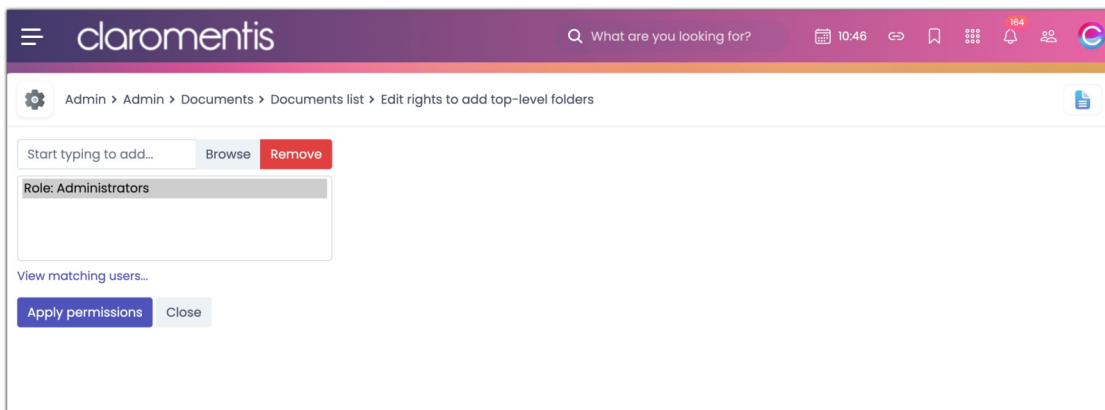 claromentis
What are you looking for?
10:46
164
Admin > Admin > Documents > Documents list > Edit rights to add top-level folders
Start typing to add... Browse Remove
Role: Administrators
View matching users...
Apply permissions Close